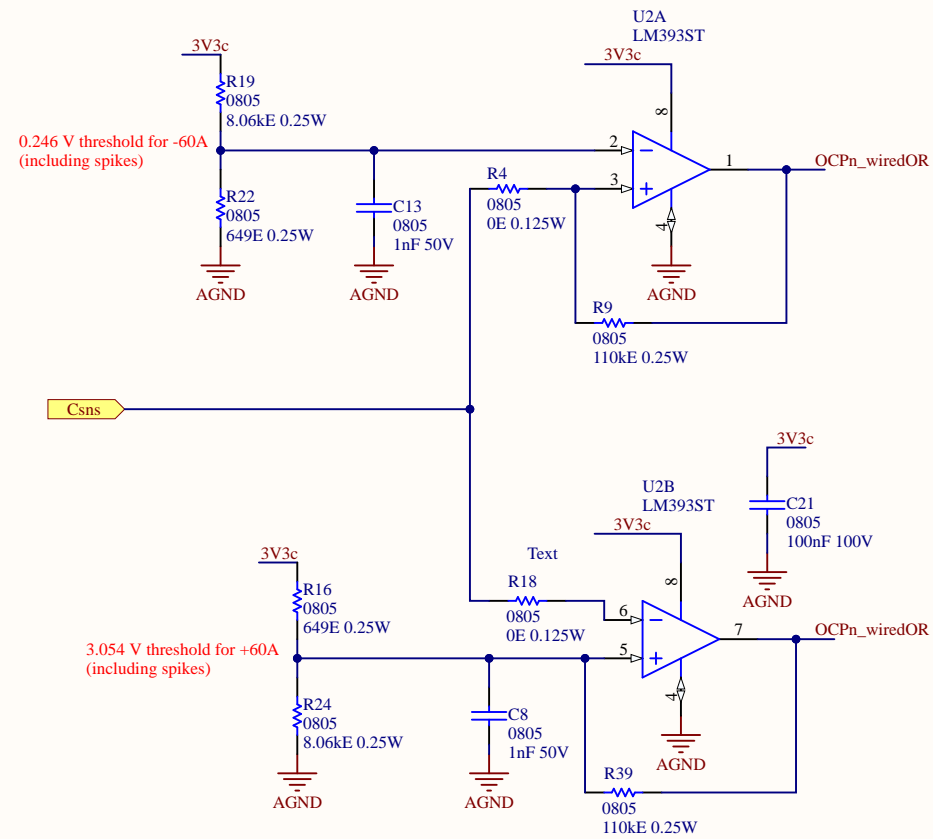 U2A
LM393ST
3V3c
3V3c
R19
0805
8.06kE 0.25W
8
0.246 V threshold for -60A
(including spikes)
2
1
OCPn_wiredOR
R4
0805
0E 0.125W
3
R22
0805
649E 0.25W
C13
0805
1nF 50V
4
AGND
AGND
AGND
R9
0805
110kE 0.25W
Csns
3V3c
U2B
LM393ST
C21
0805
100nF 100V
3V3c
AGND
3V3c
Text
8
R16
0805
649E 0.25W
R18
0805
0E 0.125W
6
7
OCPn_wiredOR
3.054 V threshold for +60A
(including spikes)
5
R24
0805
8.06kE 0.25W
C8
0805
1nF 50V
4
AGND
AGND
AGND
R39
0805
110kE 0.25W